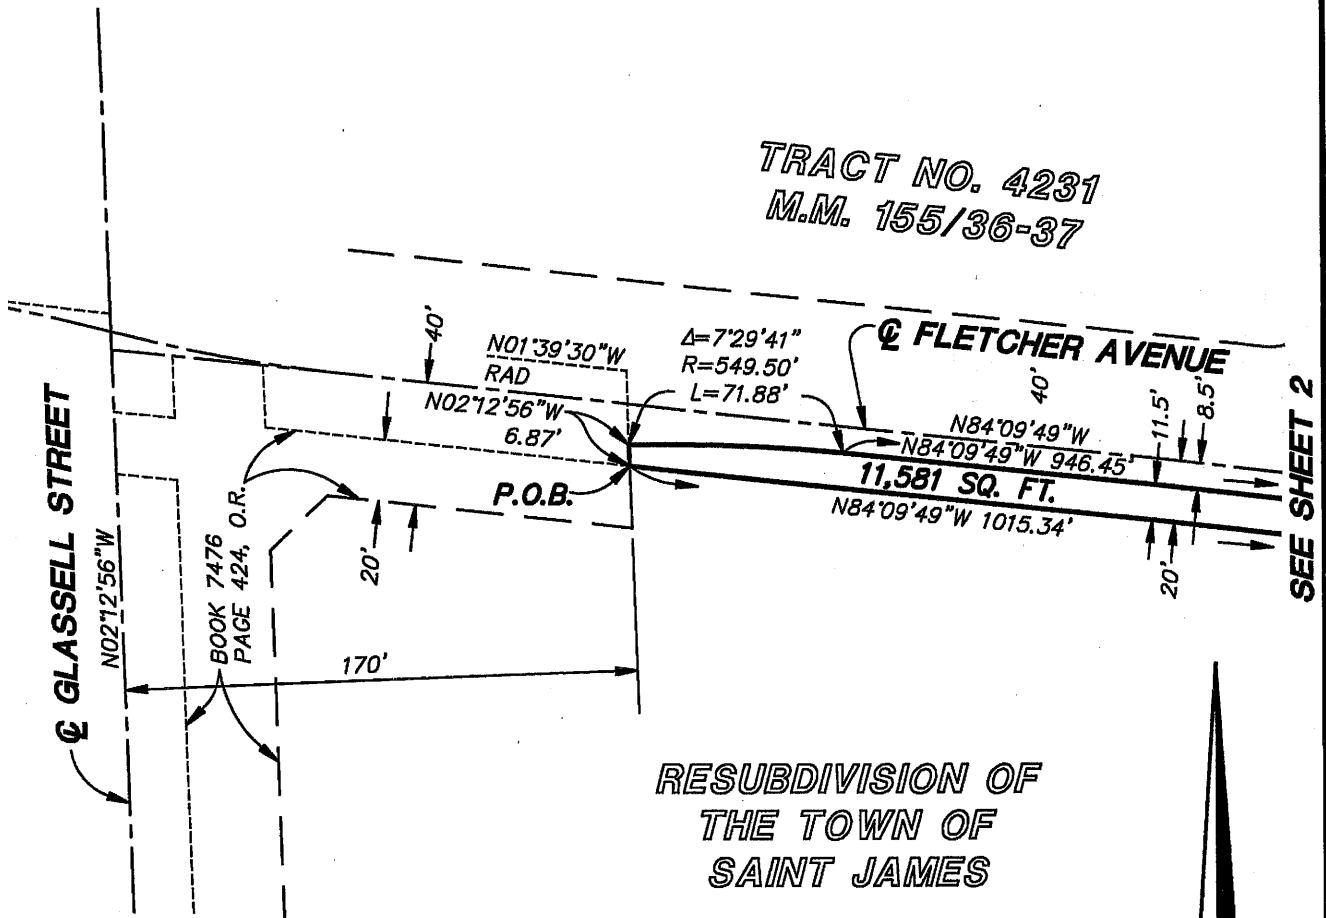 TRACT NO. 4231
M.M. 155/36-37
40'
N01°39'30"W
RAD
N02°12'56"W
6.87'
Δ=7°29'41"
R=549.50'
L=71.88'
℄ FLETCHER AVENUE
40'
11.5'
8.5'
N84°09'49"W
N84°09'49"W 946.45'
11,581 SQ. FT.
N84°09'49"W 1015.34'
P.O.B.
20'
20'
SEE SHEET 2
℄ GLASSELL STREET
N02°12'56"W
BOOK 7476
PAGE 424, O.R.
170'
RESUBDIVISION OF
THE TOWN OF
SAINT JAMES